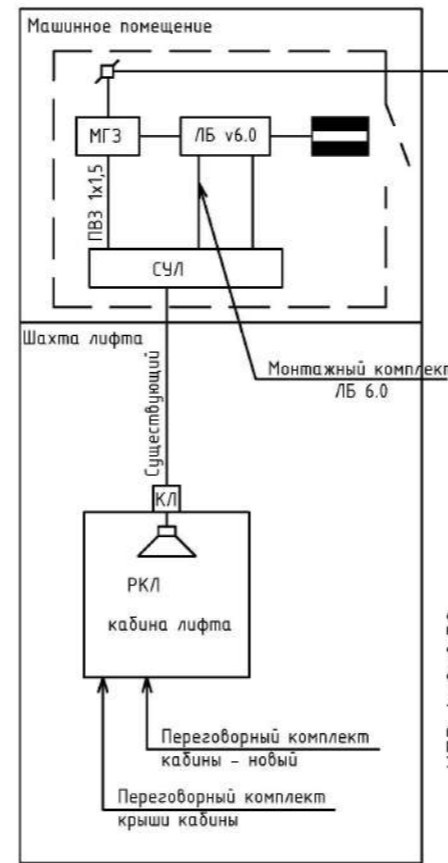 Машинное помещение
МГЗ
ЛБ v6.0
ПВЗ 1х1,5
СУЛ
Шахта лифта
Монтажный комплект
ЛБ 6.0
Существующий
КЛ
РКЛ
кабина лифта
Переговорный комплект
кабины - новый
Переговорный комплект
крыши кабины